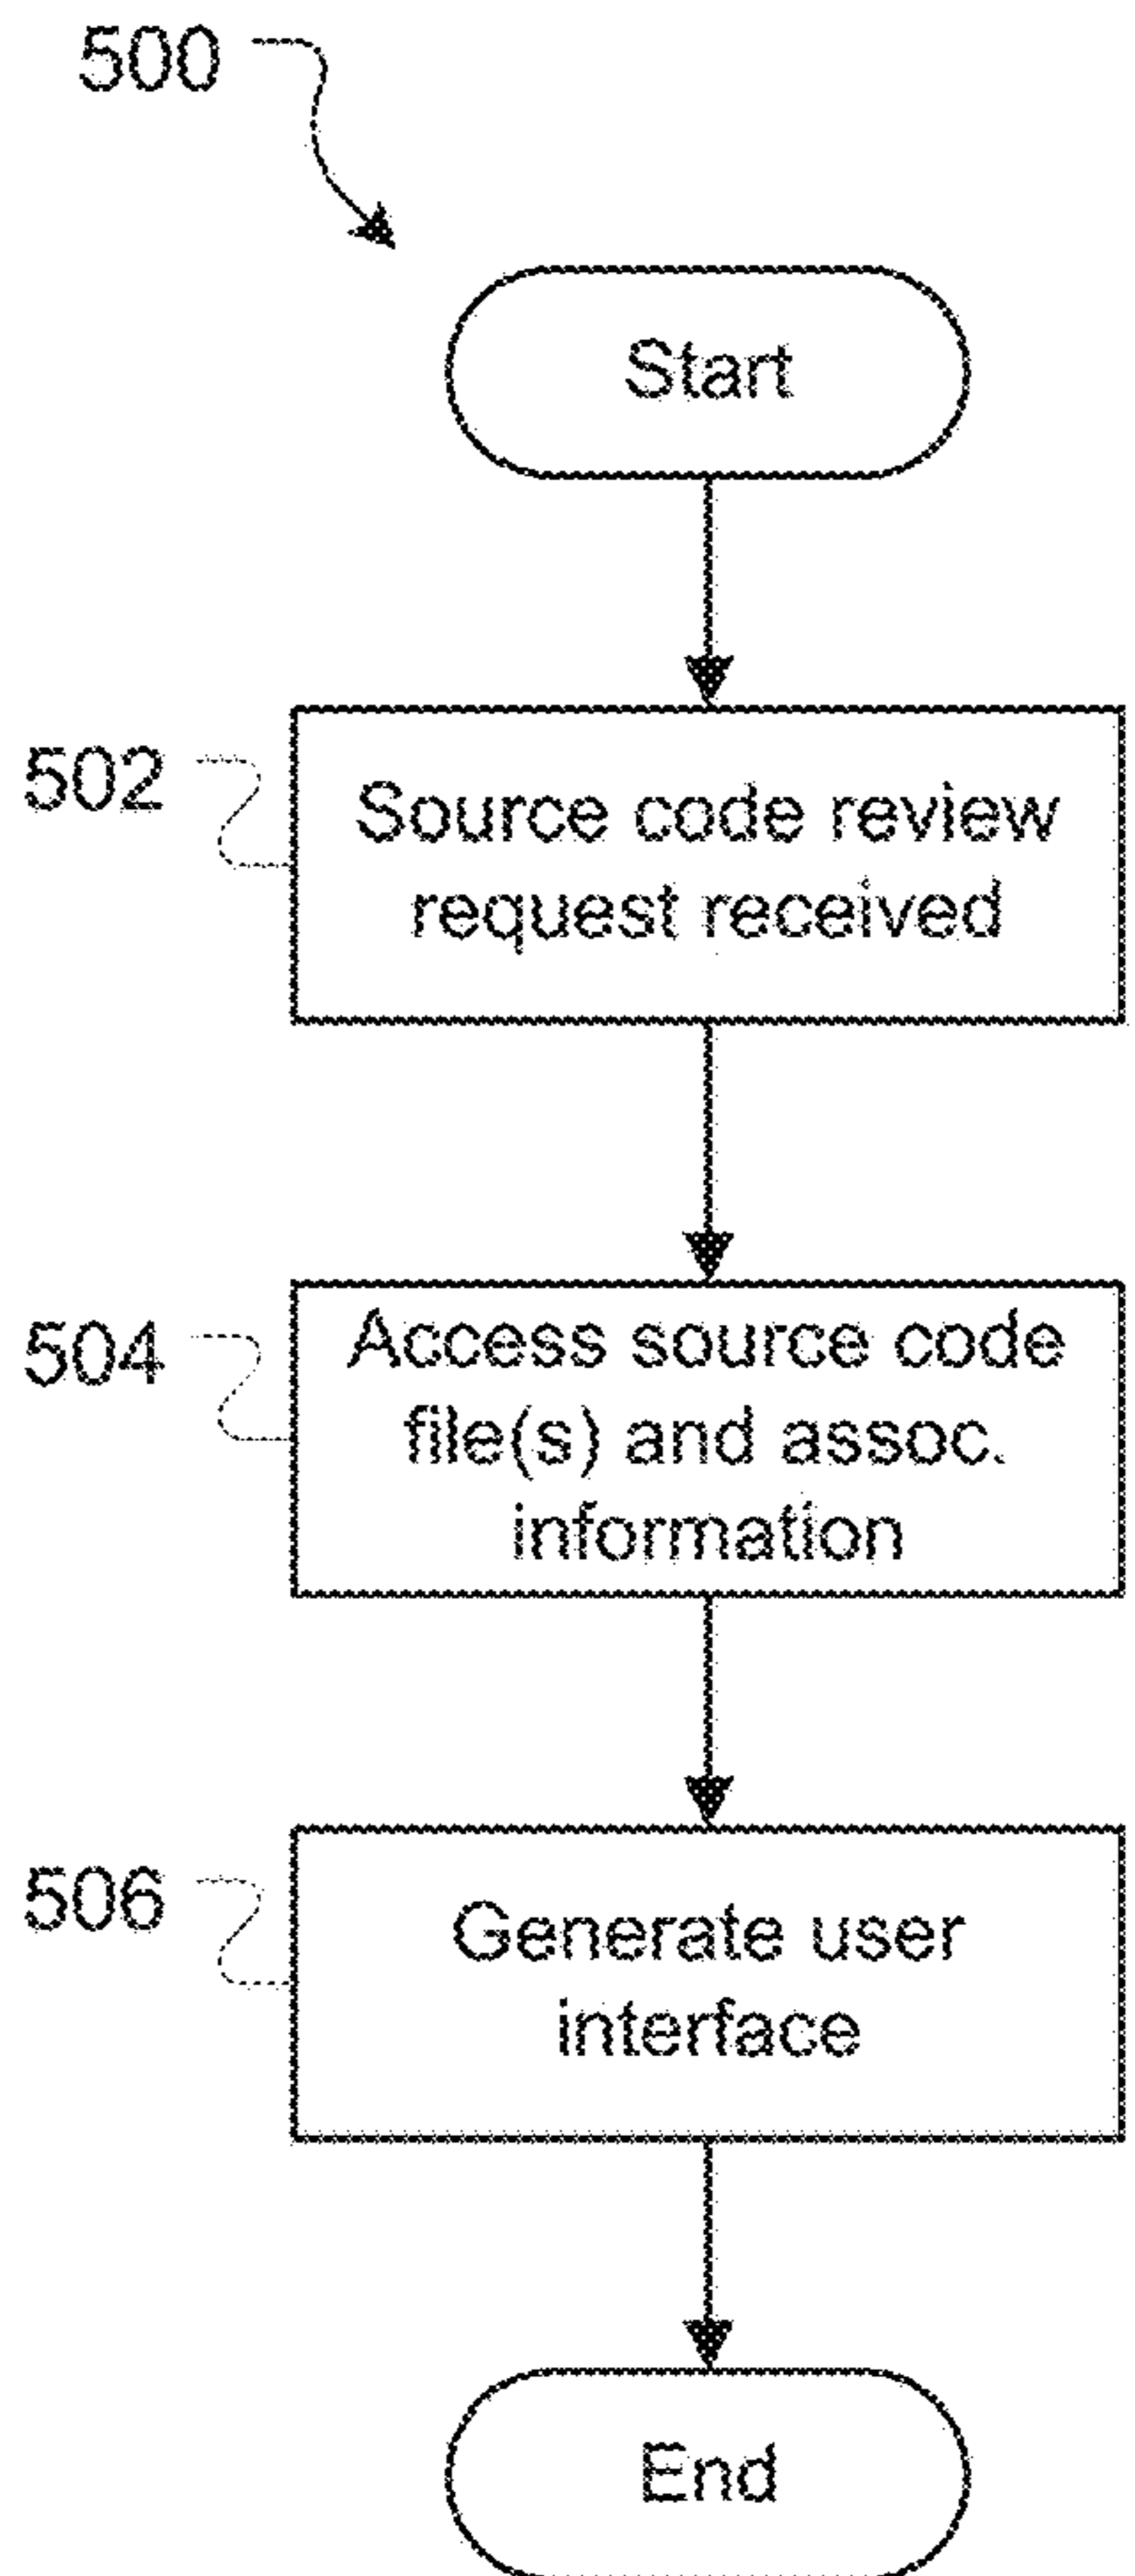 500
Start
502
Source code review
request received
504
Access source code
file(s) and assoc.
information
506
Generate user
interface
End